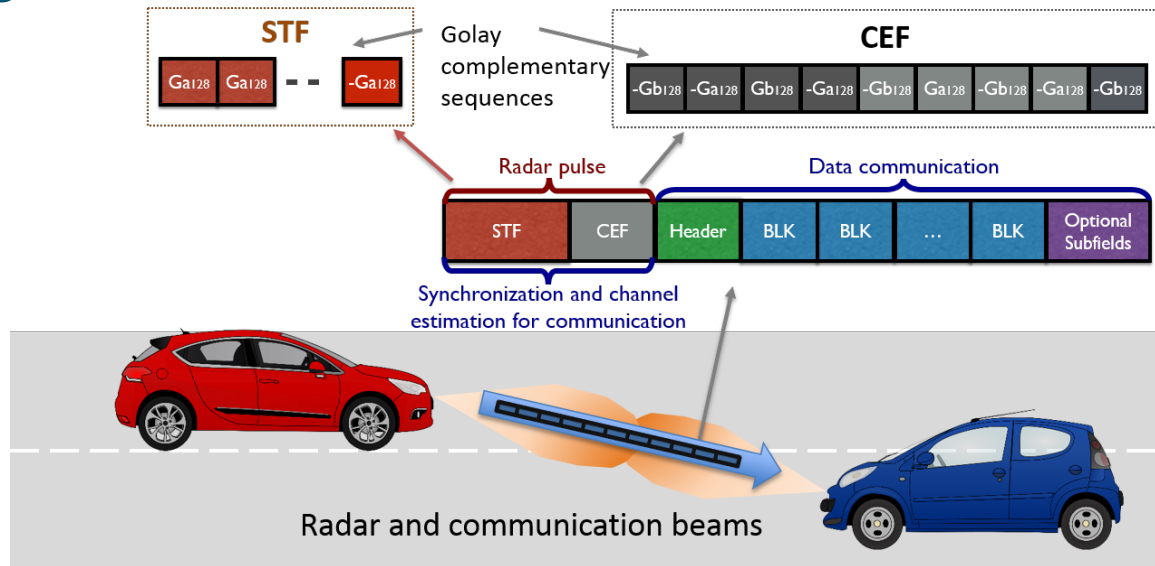 STF
Ga128 Ga128 - - -Ga128
Golay
complementary
sequences
CEF
-Gb128 -Ga128 Gb128 -Ga128 -Gb128 Ga128 -Gb128 -Ga128 -Gb128
Radar pulse
Data communication
STF CEF Header BLK BLK ... BLK Optional
Subfields
Synchronization and channel
estimation for communication
Radar and communication beams